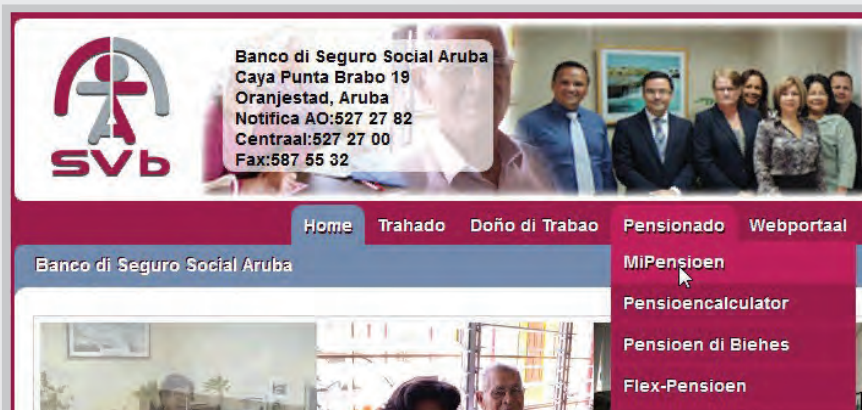 SVb
Banco di Seguro Social Aruba
Caya Punta Brabo 19
Oranjestad, Aruba
Notifica AO:527 27 82
Centraal:527 27 00
Fax:587 55 32
Home Trahado Doño di Trabao Pensionado Webportaal
Banco di Seguro Social Aruba
MiPensioen
Pensioencalculator
Pensioen di Biehes
Flex-Pensioen